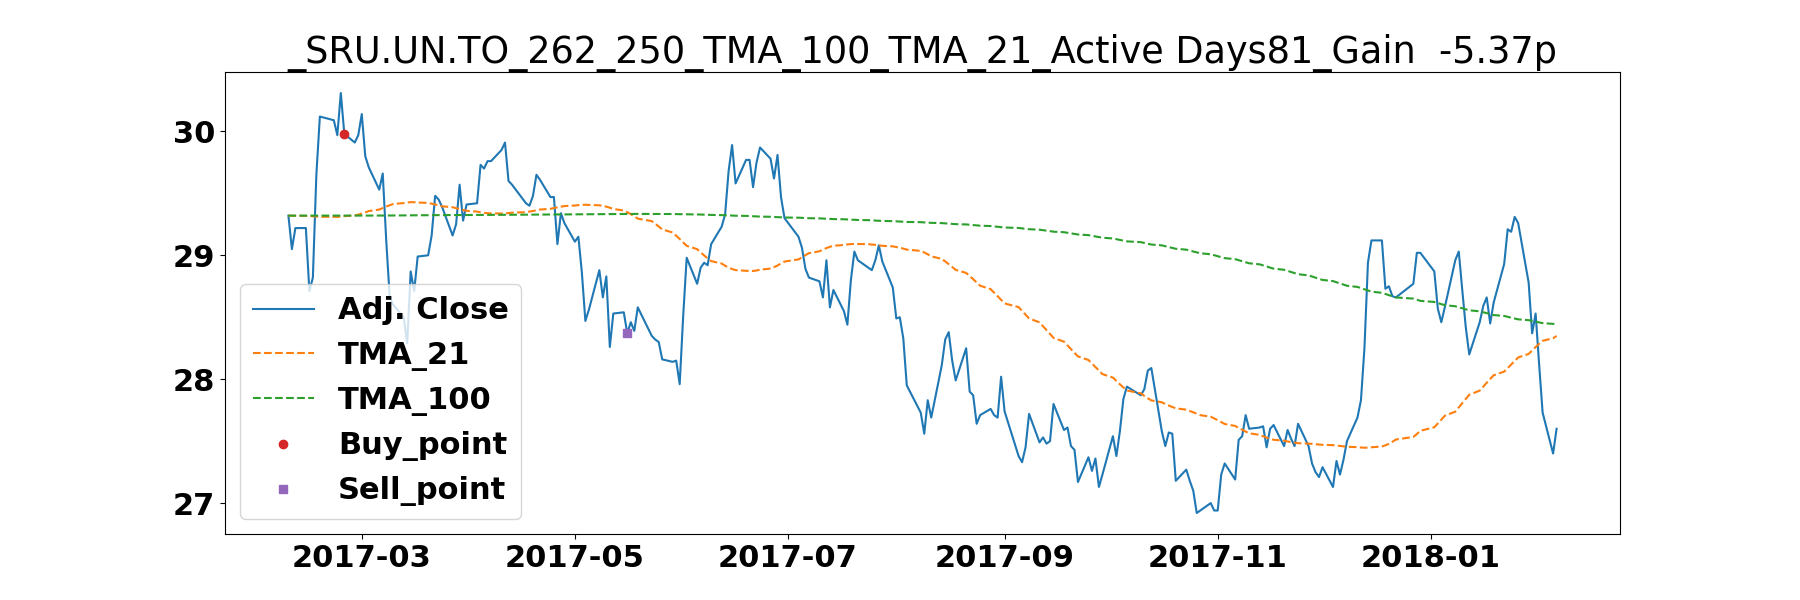 _SRU.UN.TO_262_250_TMA_100_TMA_21_Active Days81_Gain  -5.37p
30
29
28
27
Adj. Close
TMA_21
TMA_100
Buy_point
Sell_point
2017-03 2017-05 2017-07 2017-09 2017-11 2018-01